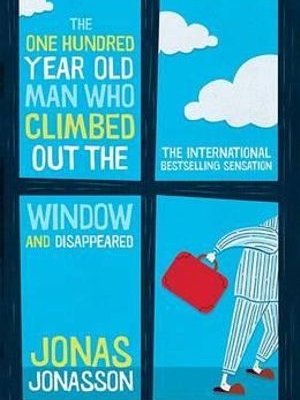 THE
ONE HUNDRED
YEAR OLD
MAN WHO
CLIMBED
OUT THE
THE INTERNATIONAL
BESTSELLING SENSATION
WINDOW
AND DISAPPEARED
JONAS
JONASSON